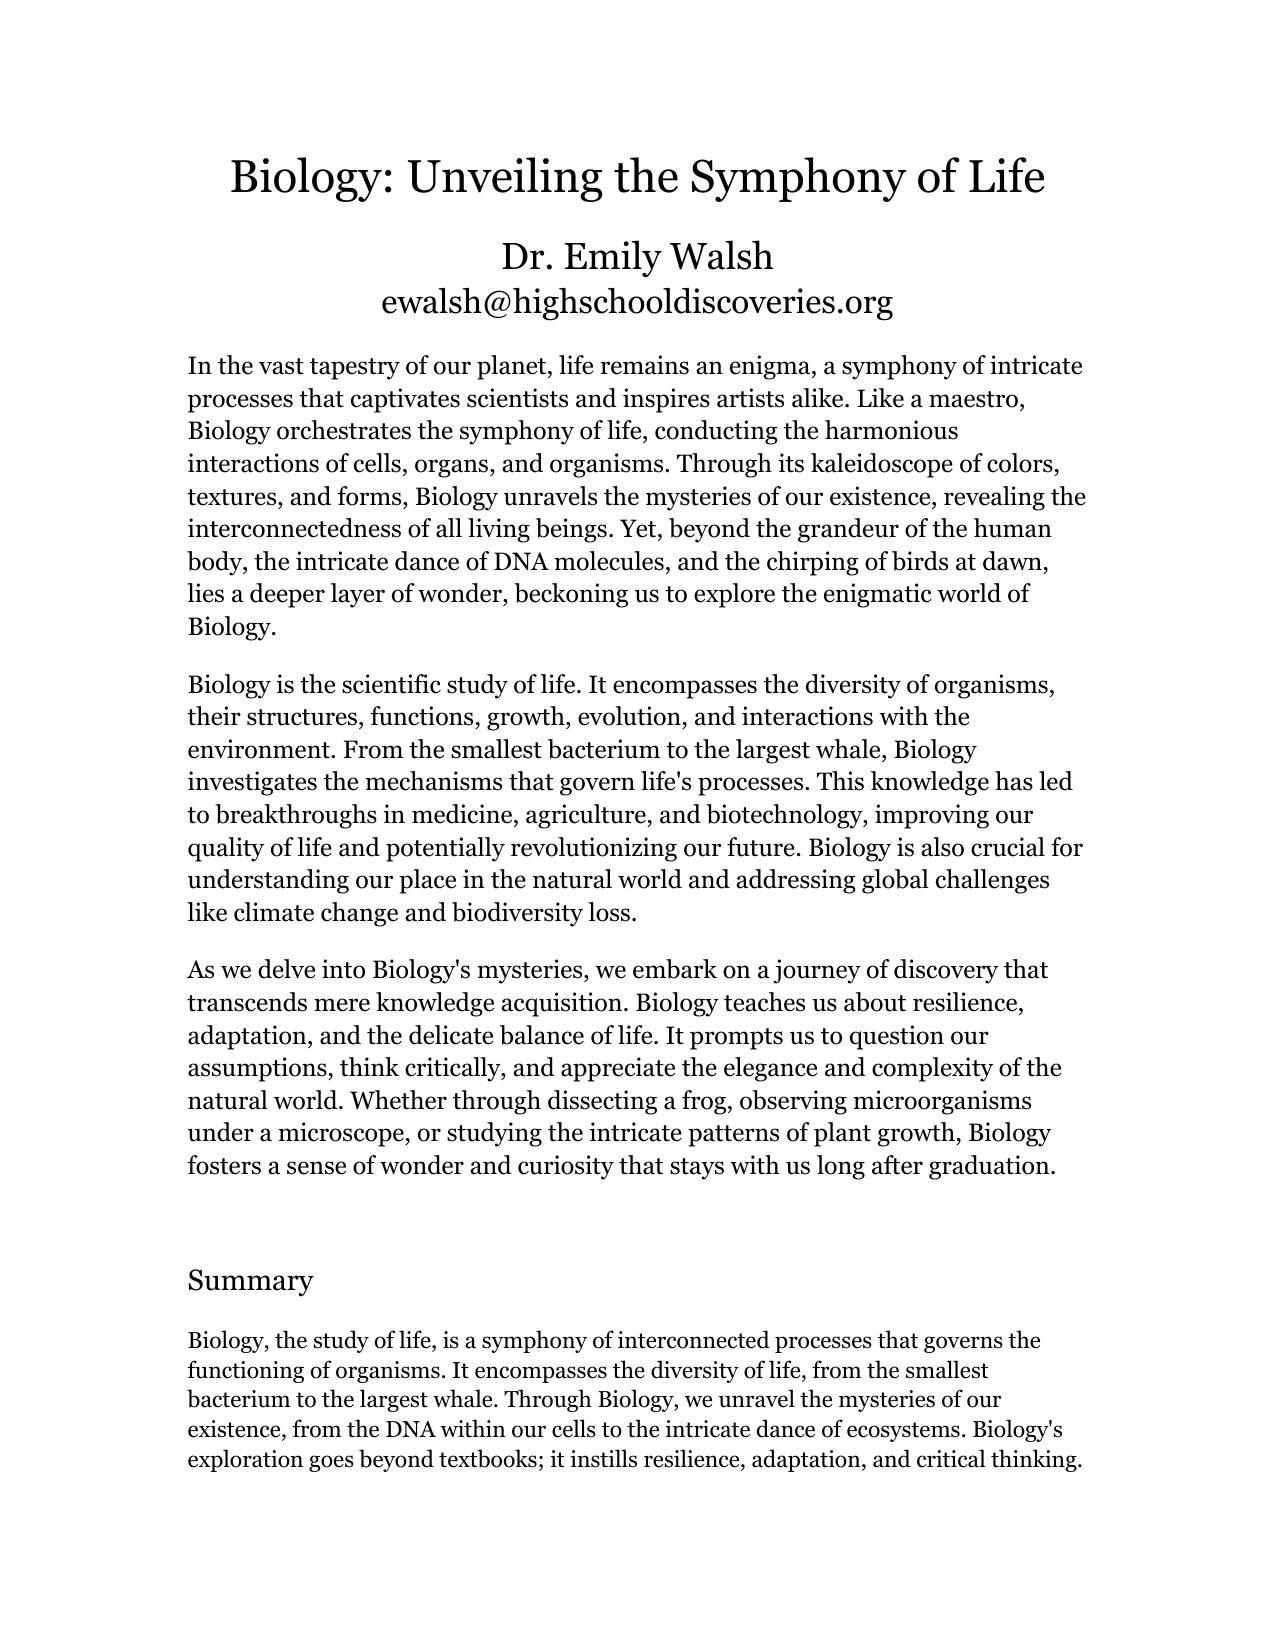 Biology: Unveiling the Symphony of Life
Dr. Emily Walsh
ewalsh@highschooldiscoveries.org
In the vast tapestry of our planet, life remains an enigma, a symphony of intricate
processes that captivates scientists and inspires artists alike. Like a maestro,
Biology orchestrates the symphony of life, conducting the harmonious
interactions of cells, organs, and organisms. Through its kaleidoscope of colors,
textures, and forms, Biology unravels the mysteries of our existence, revealing the
interconnectedness of all living beings. Yet, beyond the grandeur of the human
body, the intricate dance of DNA molecules, and the chirping of birds at dawn,
lies a deeper layer of wonder, beckoning us to explore the enigmatic world of
Biology.
Biology is the scientific study of life. It encompasses the diversity of organisms,
their structures, functions, growth, evolution, and interactions with the
environment. From the smallest bacterium to the largest whale, Biology
investigates the mechanisms that govern life's processes. This knowledge has led
to breakthroughs in medicine, agriculture, and biotechnology, improving our
quality of life and potentially revolutionizing our future. Biology is also crucial for
understanding our place in the natural world and addressing global challenges
like climate change and biodiversity loss.
As we delve into Biology's mysteries, we embark on a journey of discovery that
transcends mere knowledge acquisition. Biology teaches us about resilience,
adaptation, and the delicate balance of life. It prompts us to question our
assumptions, think critically, and appreciate the elegance and complexity of the
natural world. Whether through dissecting a frog, observing microorganisms
under a microscope, or studying the intricate patterns of plant growth, Biology
fosters a sense of wonder and curiosity that stays with us long after graduation.
Summary
Biology, the study of life, is a symphony of interconnected processes that governs the
functioning of organisms. It encompasses the diversity of life, from the smallest
bacterium to the largest whale. Through Biology, we unravel the mysteries of our
existence, from the DNA within our cells to the intricate dance of ecosystems. Biology's
exploration goes beyond textbooks; it instills resilience, adaptation, and critical thinking.